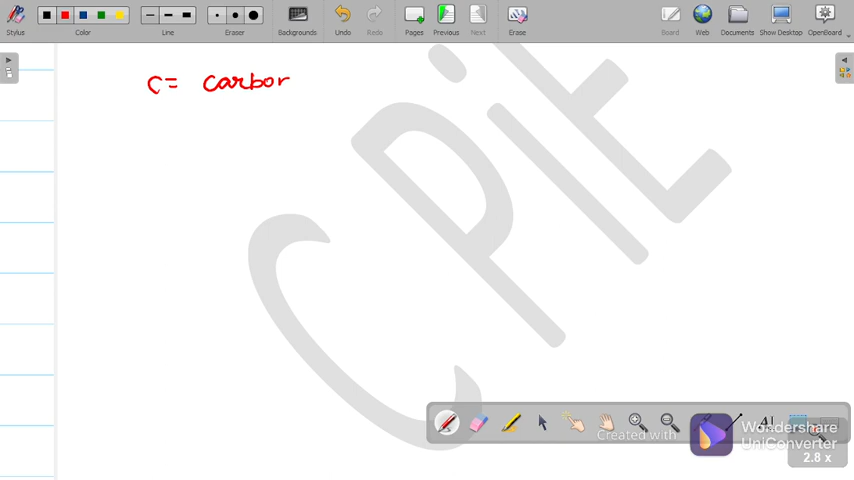 Stylus
Color
Line
Eraser
Backgrounds
Undo
Redo
Pages
Previous
Next
Erase
Board
Web
Documents
Show Desktop
OpenBoard
C= carbor
CPiE
Created with
Wondershare
UniConverter
2.8 x